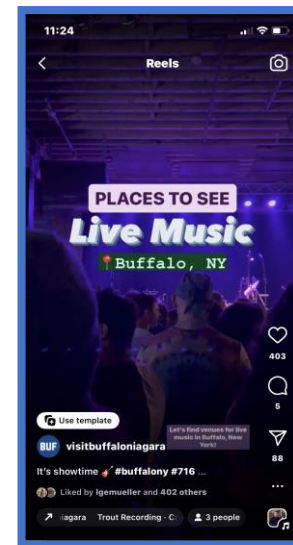 11:24
Reels
PLACES TO SEE
Live Music
📍Buffalo, NY
403
5
88
Use template
BUF visitbuffaloniagara
Let's find venues for live
music in Buffalo, New
York!
It's showtime 🎸 #buffalony #716 ...
Liked by lgemueller and 402 others
iagara Trout Recording · C
3 people